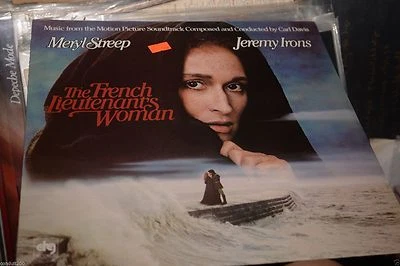 Music from the Motion Picture Soundtrack Composed and Conducted by Carl Davis
Meryl Streep
Jeremy Irons
The French
Lieutenant's
Woman
drg
Depeche Mode